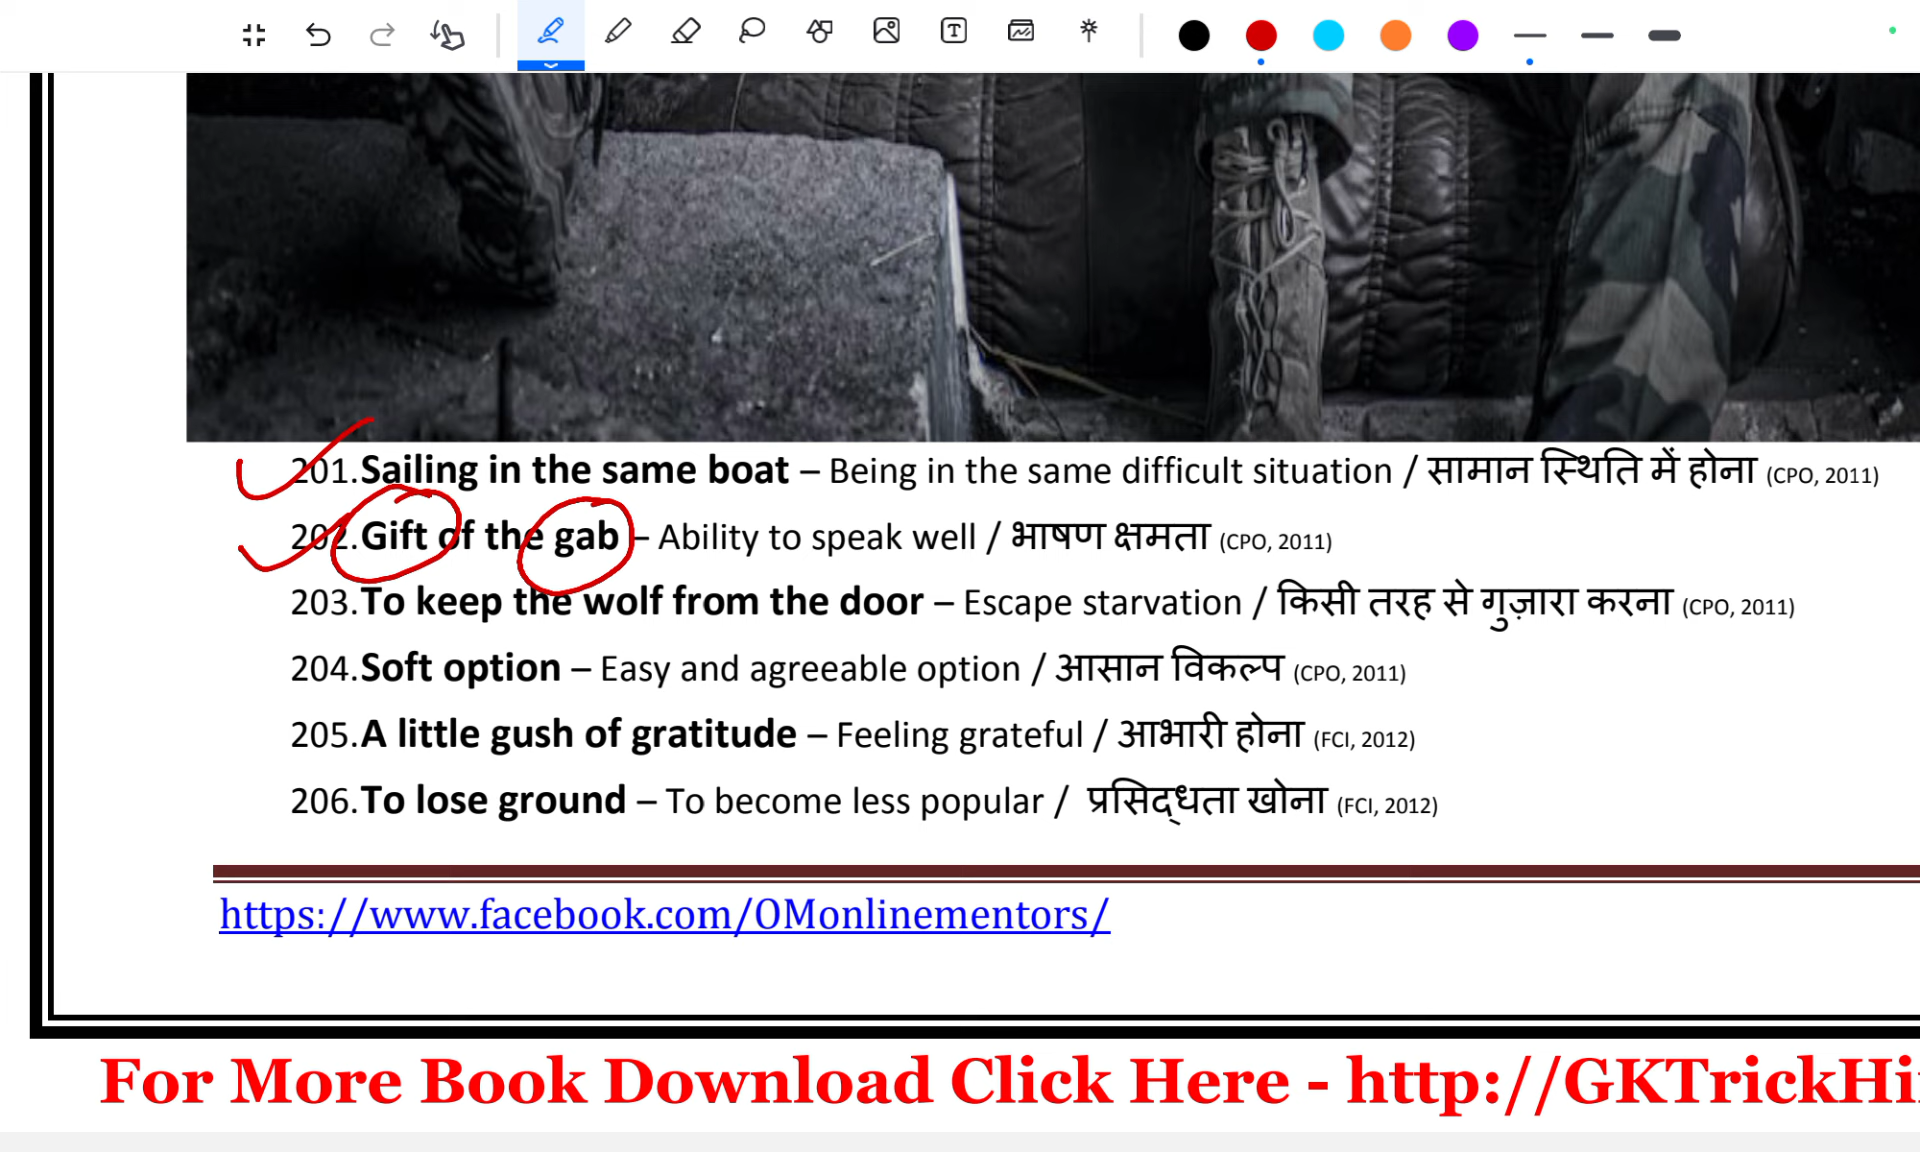 201.Sailing in the same boat – Being in the same difficult situation / सामान स्थिति में होना (CPO, 2011)
202.Gift of the gab – Ability to speak well / भाषण क्षमता (CPO, 2011)
203.To keep the wolf from the door – Escape starvation / किसी तरह से गुज़ारा करना (CPO, 2011)
204.Soft option – Easy and agreeable option / आसान विकल्प (CPO, 2011)
205.A little gush of gratitude – Feeling grateful / आभारी होना (FCI, 2012)
206.To lose ground – To become less popular / प्रसिद्धता खोना (FCI, 2012)
https://www.facebook.com/OMonlinementors/
For More Book Download Click Here - http://GKTrickHi